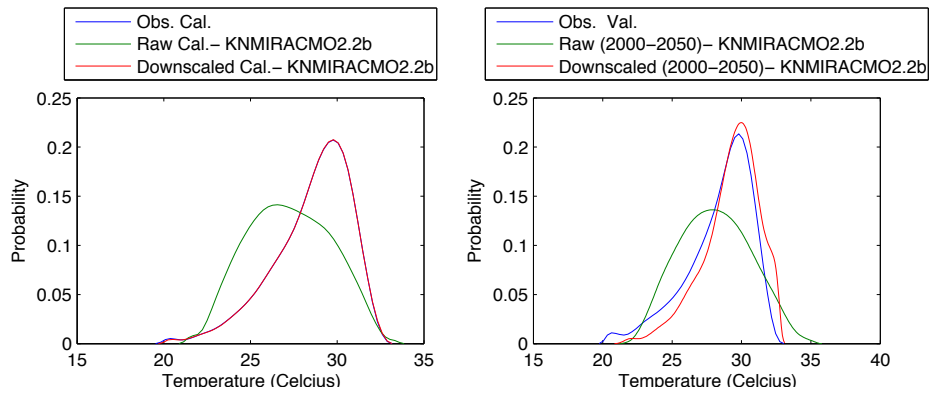 Obs. Cal.
Raw Cal.− KNMIRACMO2.2b
Downscaled Cal.− KNMIRACMO2.2b
0.25
0.2
0.15
0.1
0.05
0
15
20
25
30
35
Probability
Temperature (Celcius)
Obs. Val.
Raw (2000−2050)− KNMIRACMO2.2b
Downscaled (2000−2050)− KNMIRACMO2.2b
0.25
0.2
0.15
0.1
0.05
0
15
20
25
30
35
40
Probability
Temperature (Celcius)